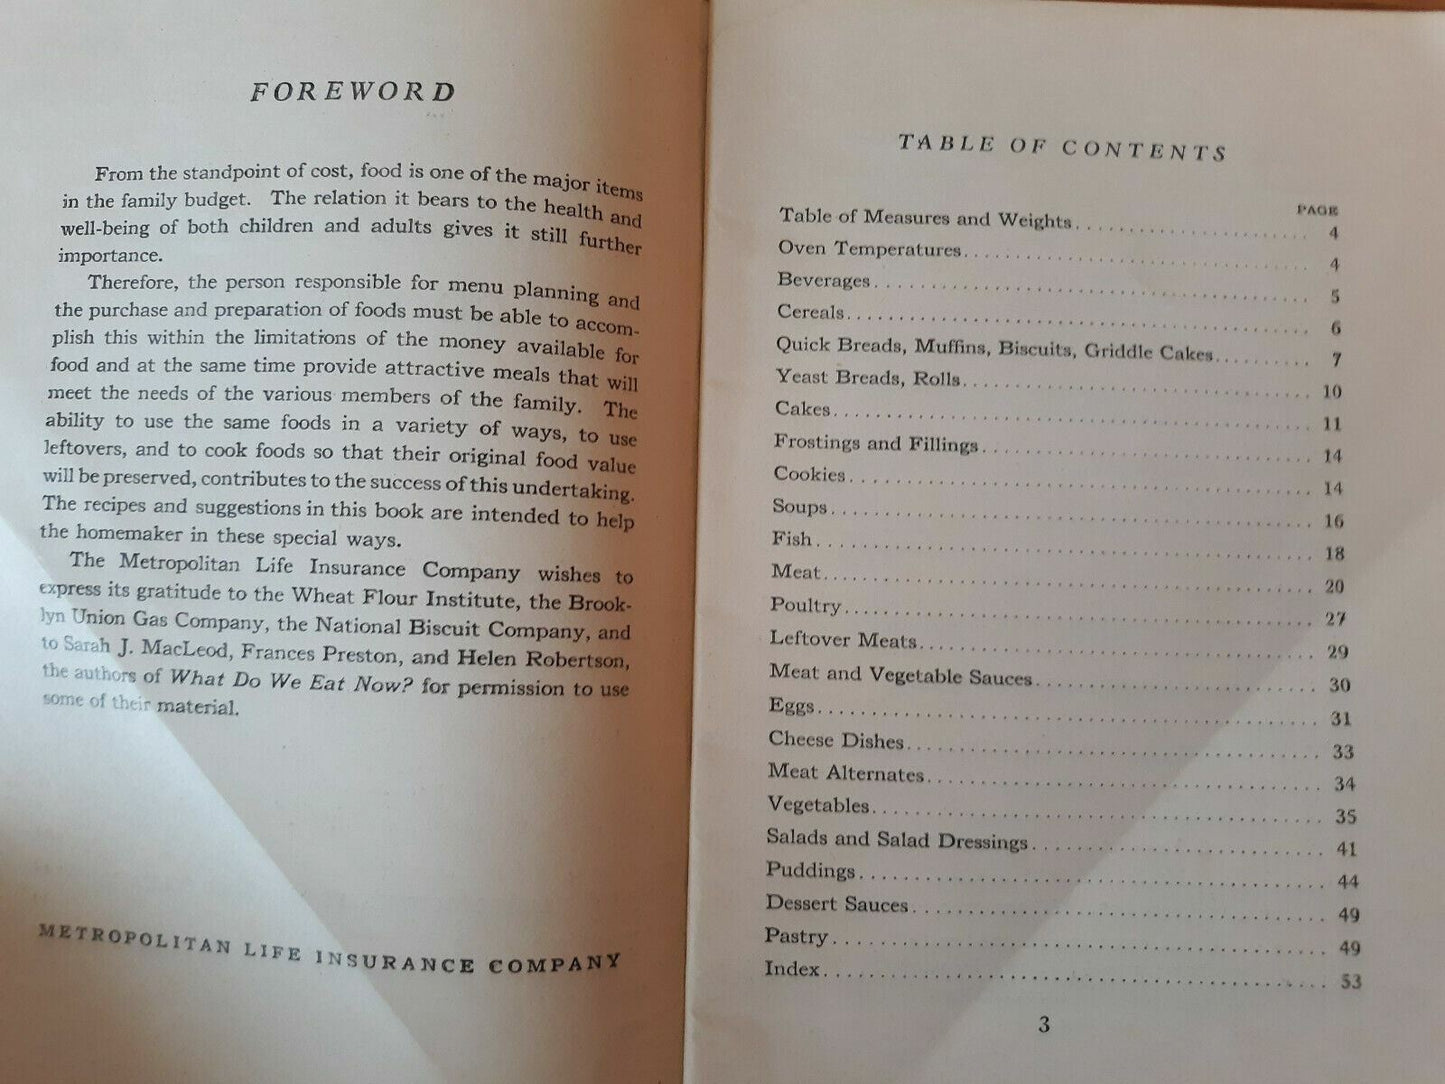 FOREWORD
From the standpoint of cost, food is one of the major items
in the family budget. The relation it bears to the health and
well-being of both children and adults gives it still further
importance.
Therefore, the person responsible for menu planning and
the purchase and preparation of foods must be able to accom-
plish this within the limitations of the money available for
food and at the same time provide attractive meals that will
meet the needs of the various members of the family. The
ability to use the same foods in a variety of ways, to use
leftovers, and to cook foods so that their original food value
will be preserved, contributes to the success of this undertaking.
The recipes and suggestions in this book are intended to help
the homemaker in these special ways.
The Metropolitan Life Insurance Company wishes to
express its gratitude to the Wheat Flour Institute, the Brook-
lyn Union Gas Company, the National Biscuit Company, and
to Sarah J. MacLeod, Frances Preston, and Helen Robertson,
the authors of What Do We Eat Now? for permission to use
some of their material.
METROPOLITAN LIFE INSURANCE COMPANY
TABLE OF CONTENTS
PAGE
Table of Measures and Weights 4
Oven Temperatures 4
Beverages 5
Cereals 6
Quick Breads, Muffins, Biscuits, Griddle Cakes 7
Yeast Breads, Rolls 10
Cakes 11
Frostings and Fillings 14
Cookies 14
Soups 16
Fish 18
Meat 20
Poultry 27
Leftover Meats 29
Meat and Vegetable Sauces 30
Eggs 31
Cheese Dishes 33
Meat Alternates 34
Vegetables 35
Salads and Salad Dressings 41
Puddings 44
Dessert Sauces 49
Pastry 49
Index 53
3